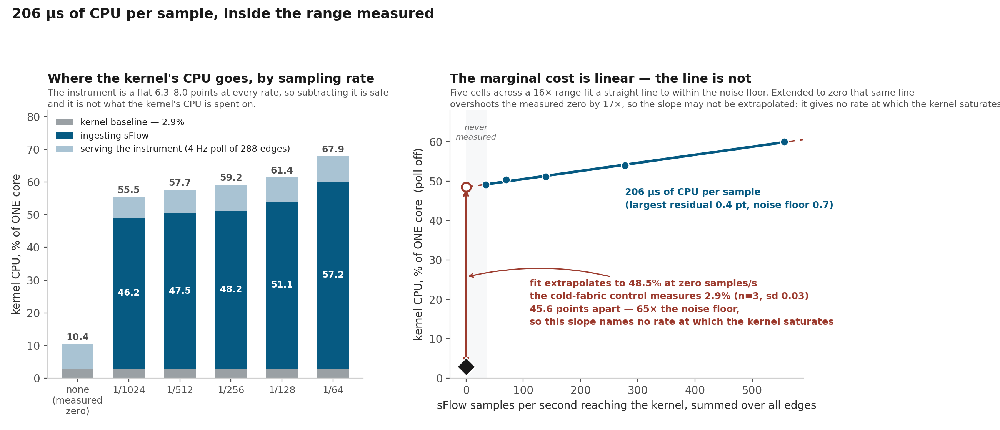 206 µs of CPU per sample, inside the range measured
Where the kernel's CPU goes, by sampling rate
The instrument is a flat 6.3–8.0 points at every rate, so subtracting it is safe —
and it is not what the kernel's CPU is spent on.
kernel CPU, % of ONE core
80
70
60
50
40
30
20
10
0
kernel baseline — 2.9%
ingesting sFlow
serving the instrument (4 Hz poll of 288 edges)
10.4
55.5
57.7
59.2
61.4
67.9
46.2
47.5
48.2
51.1
57.2
none
(measured
zero)
1/1024
1/512
1/256
1/128
1/64
The marginal cost is linear — the line is not
Five cells across a 16× range fit a straight line to within the noise floor. Extended to zero that same line
overshoots the measured zero by 17×, so the slope may not be extrapolated: it gives no rate at which the kernel saturates
kernel CPU, % of ONE core  (poll off)
60
50
40
30
20
10
0
never
measured
206 µs of CPU per sample
(largest residual 0.4 pt, noise floor 0.7)
fit extrapolates to 48.5% at zero samples/s
the cold-fabric control measures 2.9% (n=3, sd 0.03)
45.6 points apart — 65× the noise floor,
so this slope names no rate at which the kernel saturates
0
100
200
300
400
500
sFlow samples per second reaching the kernel, summed over all edges